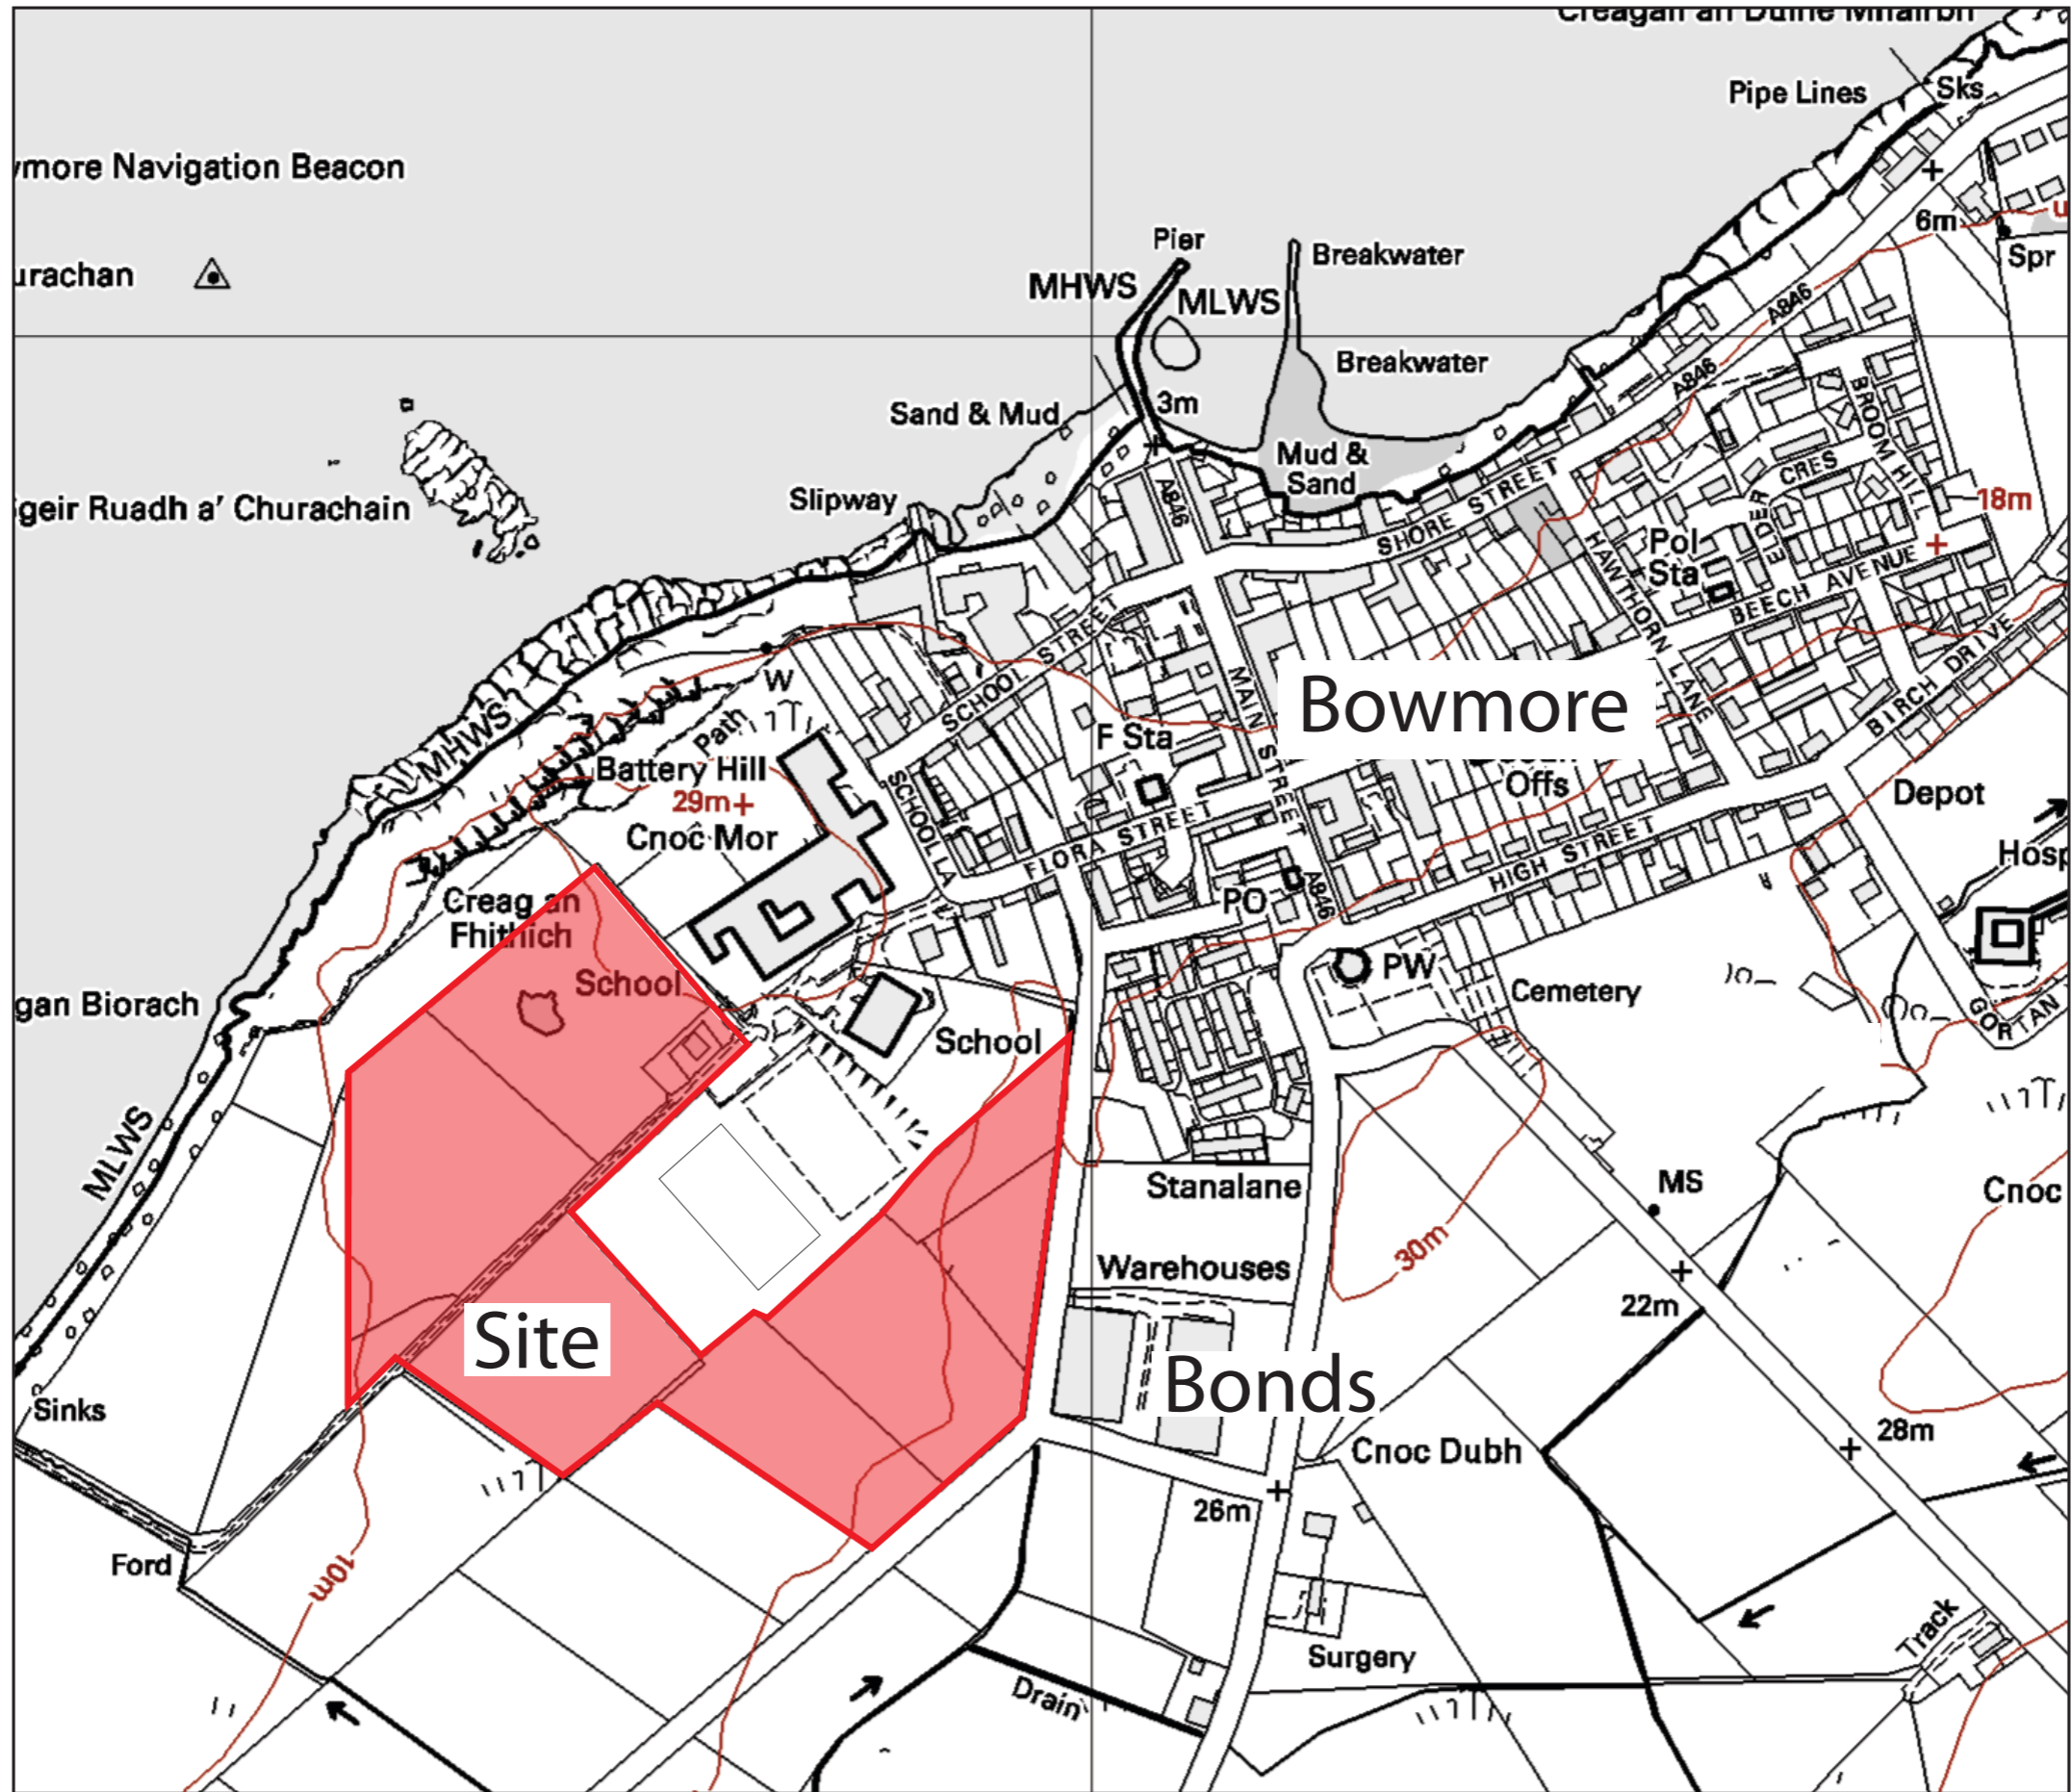 Creagan an Duine Mhairbh
Pipe Lines
Sks
ymore Navigation Beacon
6m
u
Pier
Breakwater
Spr
urachan
MHWS
MLWS
A846
Breakwater
A846
3m
Sand & Mud
BROOM HILL
Mud &
Sand
CRES
ELDER
Slipway
A846
SHORE STREET
18m
geir Ruadh a' Churachain
Pol
Sta
HAWTHORN LANE
BEECH AVENUE
BIRCH DRIVE
SCHOOL STREET
W
Path
MAIN STREET
Bowmore
MHWS
F Sta
Battery Hill
29m
Cnoc Mor
SCHOOL LA
FLORA STREET
Offs
Depot
HIGH STREET
Hosp
Creag an
Fhithich
PO
A846
School
PW
Cemetery
gan Biorach
GORTAN
School
MLWS
Stanalane
MS
Cnoc
30m
Warehouses
22m
Site
Bonds
Sinks
Cnoc Dubh
28m
26m
Ford
10m
Surgery
Track
Drain